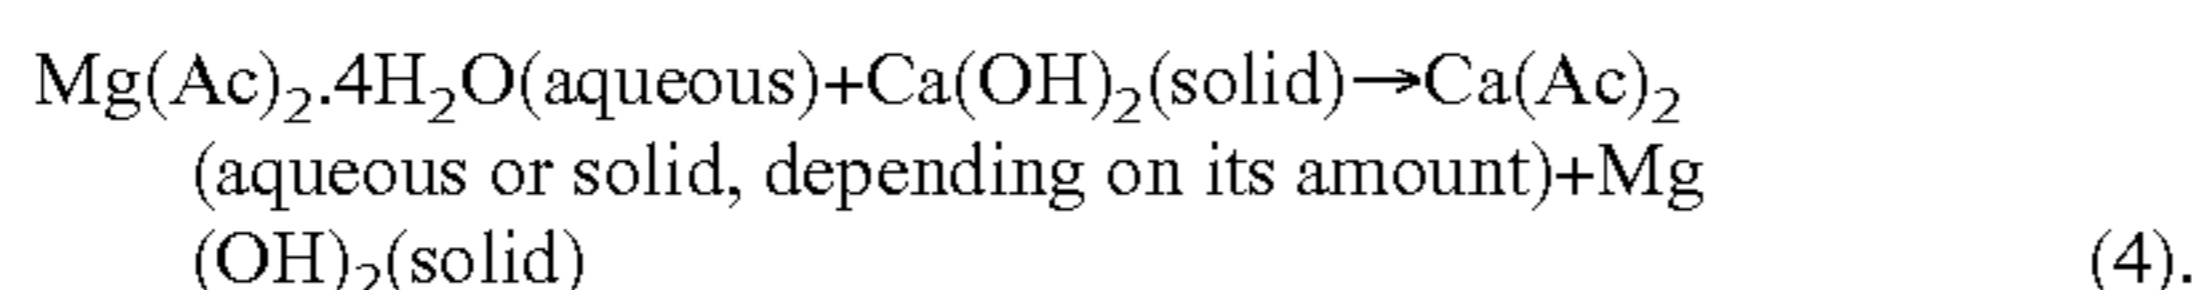 Mg(Ac)₂.4H₂O(aqueous)+Ca(OH)₂(solid)→Ca(Ac)₂
(aqueous or solid, depending on its amount)+Mg
(OH)₂(solid) (4).